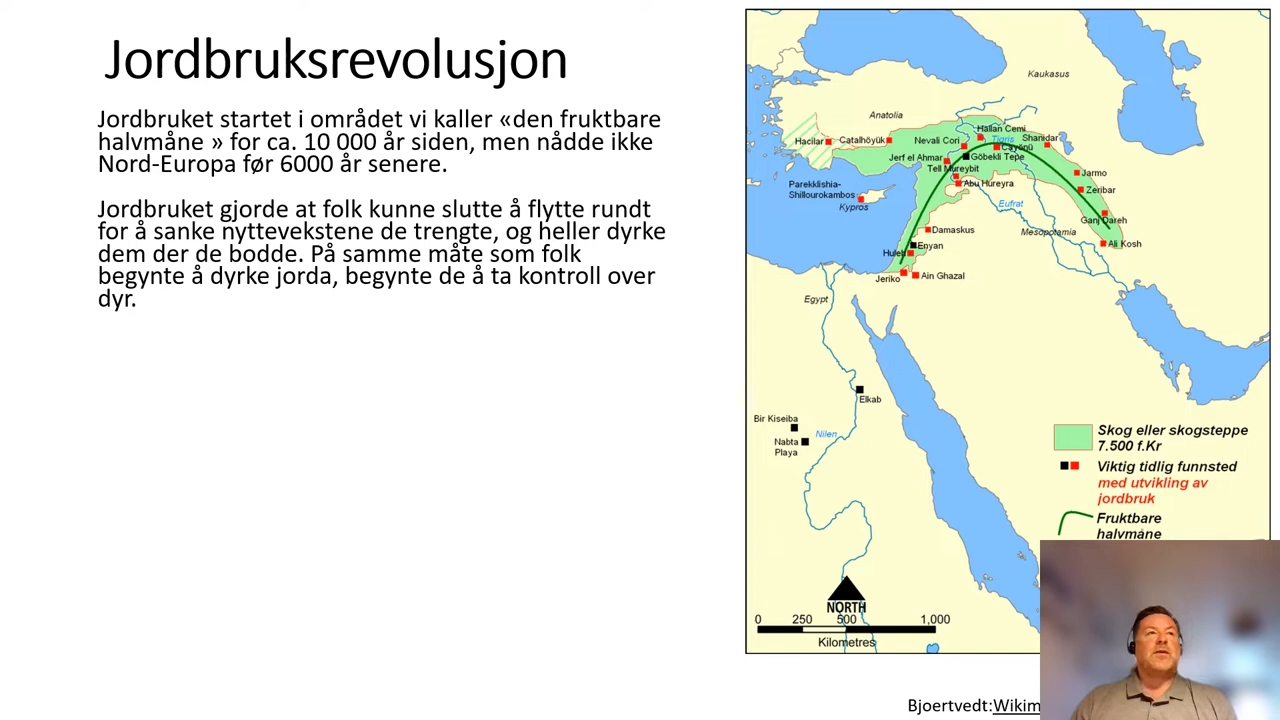 Jordbruksrevolusjon
Jordbruket startet i området vi kaller «den fruktbare
halvmåne » for ca. 10 000 år siden, men nådde ikke
Nord-Europa før 6000 år senere.
Jordbruket gjorde at folk kunne slutte å flytte rundt
for å sanke nyttevekstene de trengte, og heller dyrke
dem der de bodde. På samme måte som folk
begynte å dyrke jorda, begynte de å ta kontroll over
dyr.
Kaukasus
Anatolia
Hallan Cemi
Hacilar
Catalhöyük
Nevali Cori
Tigris
Shanidar
Cayönü
Jerf el Ahmar
Göbekli Tepe
Tell Mureybit
Jarmo
Abu Hureyra
Zeribar
Parekklishia-
Shillourokambos
Kypros
Eufrat
Ganj Dareh
Damaskus
Mesopotamia
Enyan
Ali Kosh
Huleh
Jeriko
Ain Ghazal
Egypt
Elkab
Bir Kiseiba
Nilen
Nabta
Playa
Skog eller skogsteppe
7.500 f.Kr
Viktig tidlig funnsted
med utvikling av
jordbruk
Fruktbare
halvmåne
NORTH
0 250 500 1,000
Kilometres
Bjoertvedt:Wikim